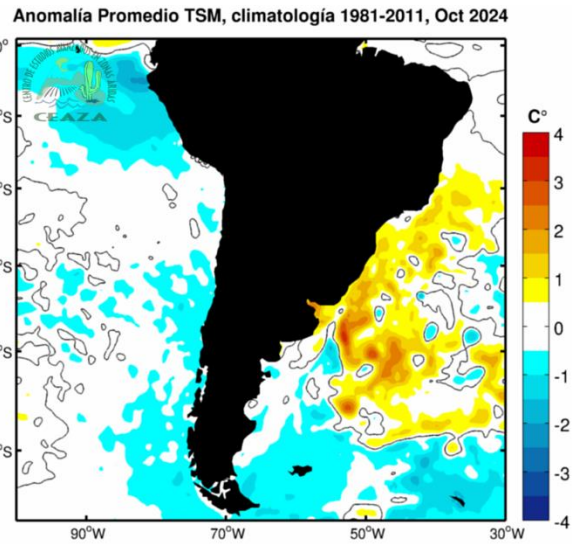 Anomalía Promedio TSM, climatología 1981-2011, Oct 2024
CEAZA
C°
4
3
2
1
0
-1
-2
-3
-4
90°W
70°W
50°W
30°W